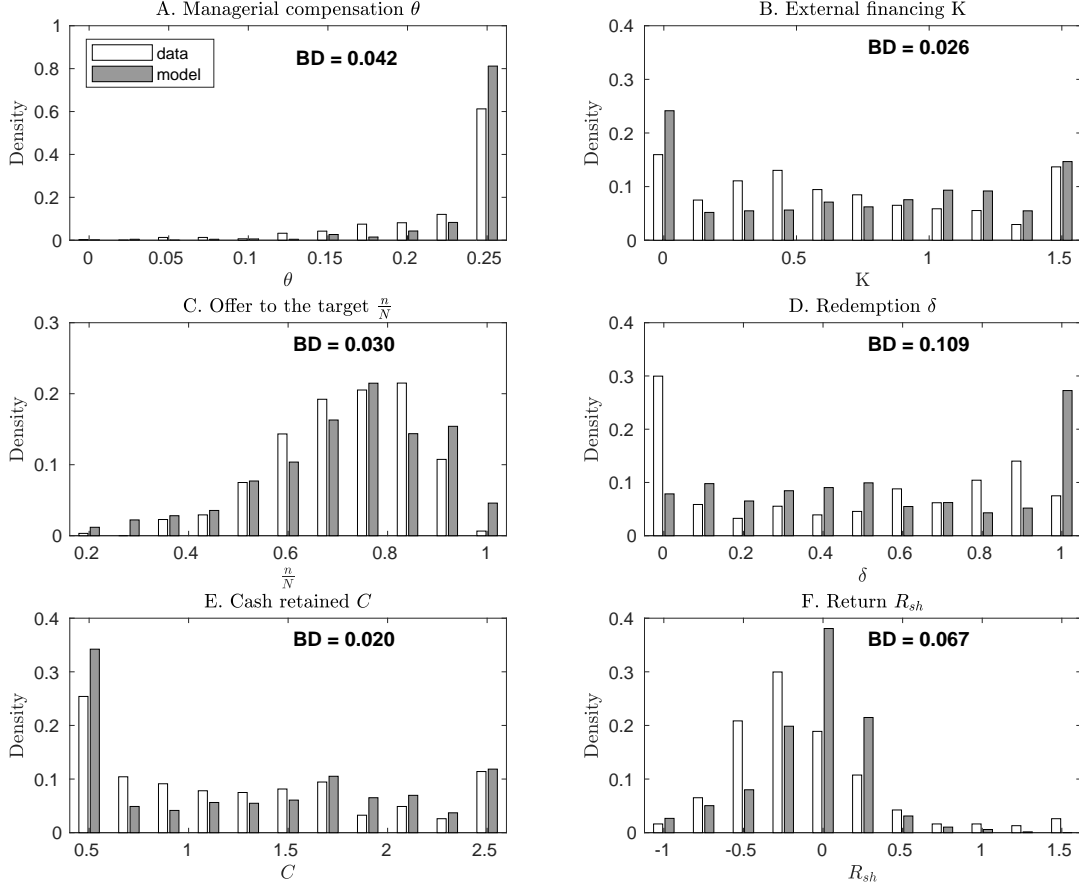 A. Managerial compensation θ
BD = 0.042
data
model
Density
1
0.8
0.6
0.4
0.2
0
0
0.05
0.1
0.15
0.2
0.25
θ
B. External financing K
BD = 0.026
Density
0.4
0.3
0.2
0.1
0
0
0.5
1
1.5
K
C. Offer to the target n/N
BD = 0.030
Density
0.3
0.2
0.1
0
0.2
0.4
0.6
0.8
1
n/N
D. Redemption δ
BD = 0.109
Density
0.4
0.3
0.2
0.1
0
0
0.2
0.4
0.6
0.8
1
δ
E. Cash retained C
BD = 0.020
Density
0.4
0.3
0.2
0.1
0
0.5
1
1.5
2
2.5
C
F. Return R_sh
BD = 0.067
Density
0.4
0.3
0.2
0.1
0
-1
-0.5
0
0.5
1
1.5
R_sh